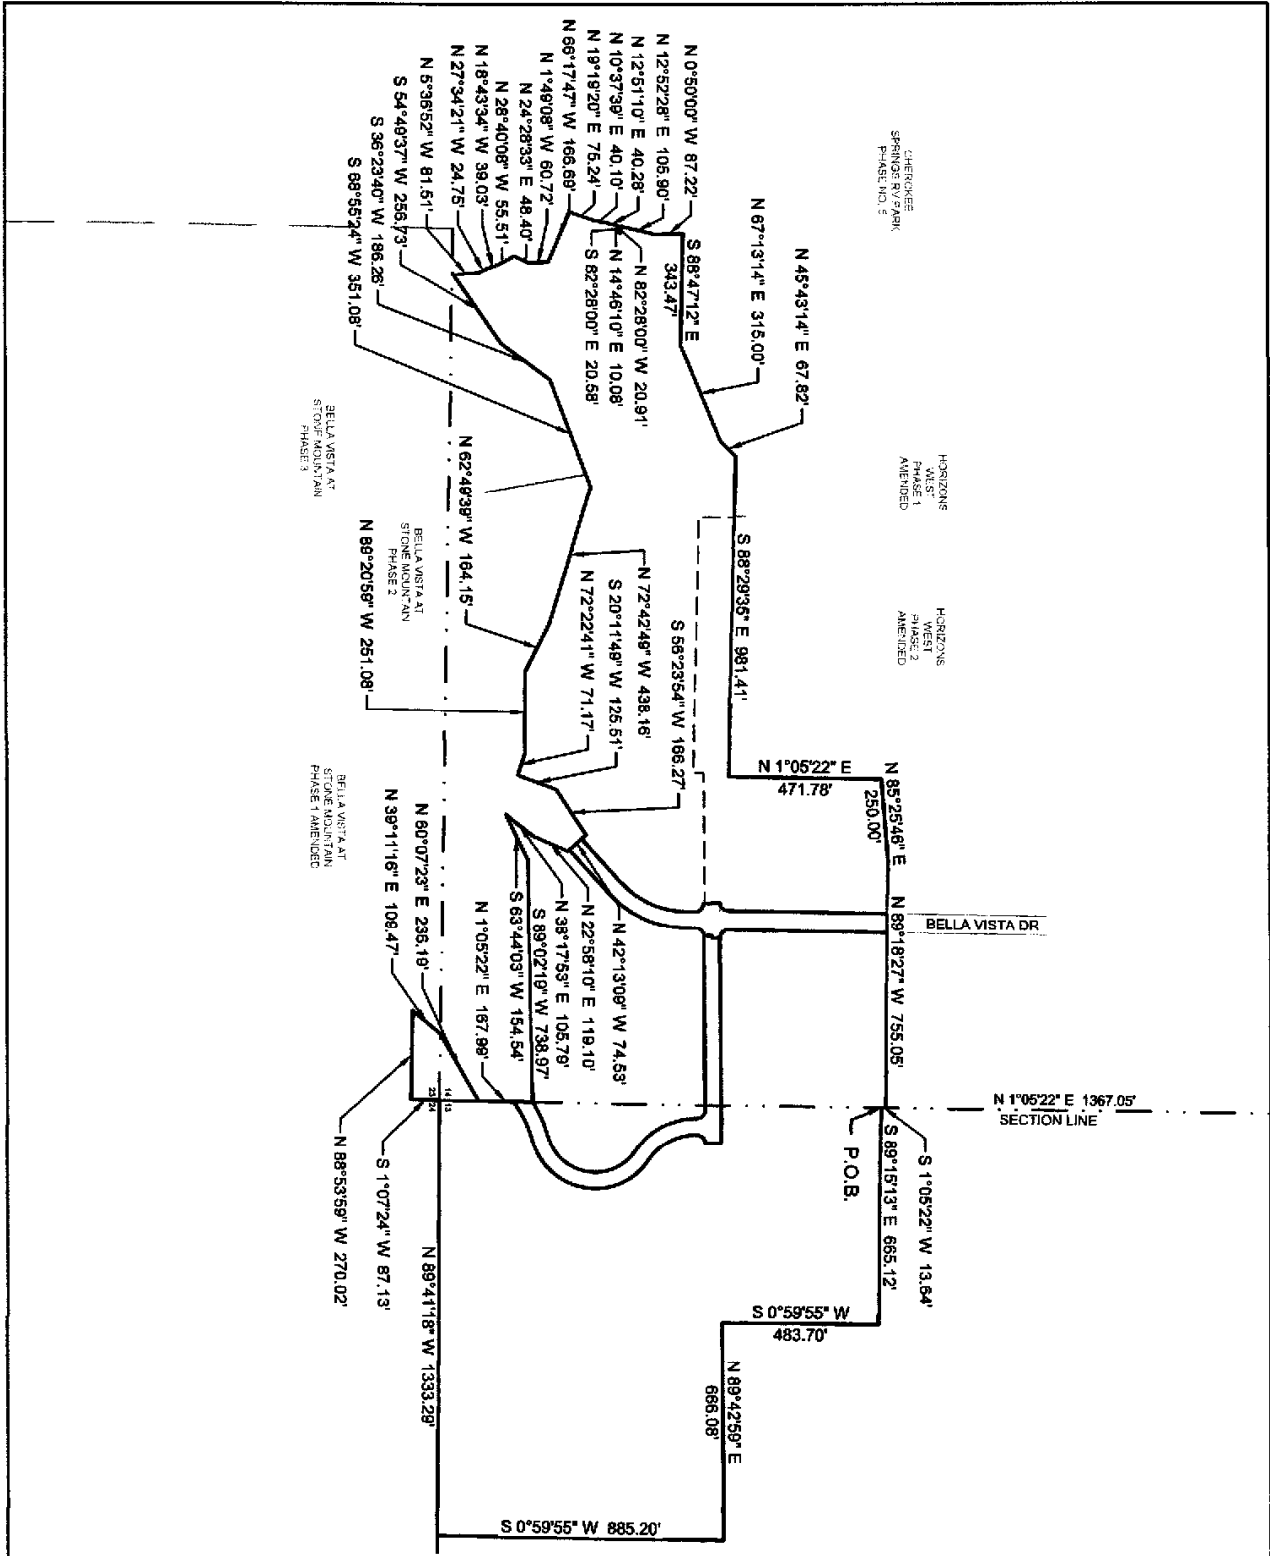 CHEROKEE
SPRINGS RV PARK
PHASE NO. 5
HORIZONS
WEST
PHASE 1
AMENDED
HORIZONS
WEST
PHASE 2
AMENDED
N 0°50'00" W 87.22'
N 12°52'28" E 105.90'
N 12°51'10" E 40.28'
N 10°37'39" E 40.10'
N 19°19'20" E 75.24'
N 66°17'47" W 166.69'
N 1°49'08" W 60.72'
N 24°28'33" E 48.40'
N 28°40'08" W 55.51'
N 18°43'34" W 39.03'
N 27°34'21" W 24.75'
N 5°36'52" W 81.51'
S 54°49'37" W 256.73'
S 36°23'40" W 186.26'
S 68°55'24" W 351.08'
S 88°47'12" E
343.47'
N 82°28'00" W 20.91'
N 14°46'10" E 10.08'
S 82°28'00" E 20.58'
N 67°13'14" E 315.00'
N 45°43'14" E 67.82'
S 88°29'35" E 981.41'
N 1°05'22" E
471.78'
N 85°25'46" E
250.00'
N 89°18'27" W 755.05'
BELLA VISTA DR
N 1°05'22" E 1367.05'
SECTION LINE
S 1°05'22" W 13.64'
S 89°15'13" E 665.12'
P.O.B.
S 0°59'55" W
483.70'
N 89°42'59" E
666.08'
S 0°59'55" W 885.20'
N 89°41'18" W 1333.29'
S 1°07'24" W 87.13'
N 88°53'59" W 270.02'
N 39°11'16" E 109.47'
N 60°07'23" E 236.19'
N 1°05'22" E 167.99'
S 89°02'19" W 738.97'
S 63°44'03" W 154.54'
N 38°17'53" E 105.79'
N 22°58'10" E 119.10'
N 42°13'09" W 74.53'
S 56°23'54" W 166.27'
S 20°11'49" W 125.51'
N 72°22'41" W 71.17'
N 72°42'49" W 438.16'
N 62°49'39" W 164.15'
N 89°20'59" W 251.08'
BELLA VISTA AT
STONE MOUNTAIN
PHASE 3
BELLA VISTA AT
STONE MOUNTAIN
PHASE 2
BELLA VISTA AT
STONE MOUNTAIN
PHASE 1 AMENDED
14 13
23 24